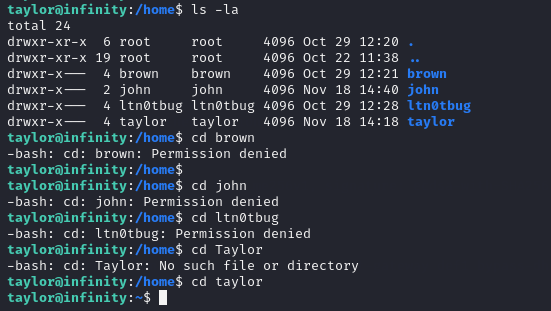 taylor@infinity:/home$ ls -la
total 24
drwxr-xr-x  6 root     root     4096 Oct 29 12:20 .
drwxr-xr-x 19 root     root     4096 Oct 22 11:38 ..
drwxr-x---  4 brown    brown    4096 Oct 29 12:21 brown
drwxr-x---  2 john     john     4096 Nov 18 14:40 john
drwxr-x---  4 ltn0tbug ltn0tbug 4096 Oct 29 12:28 ltn0tbug
drwxr-x---  4 taylor   taylor   4096 Nov 18 14:18 taylor
taylor@infinity:/home$ cd brown
-bash: cd: brown: Permission denied
taylor@infinity:/home$
taylor@infinity:/home$ cd john
-bash: cd: john: Permission denied
taylor@infinity:/home$ cd ltn0tbug
-bash: cd: ltn0tbug: Permission denied
taylor@infinity:/home$ cd Taylor
-bash: cd: Taylor: No such file or directory
taylor@infinity:/home$ cd taylor
taylor@infinity:~$